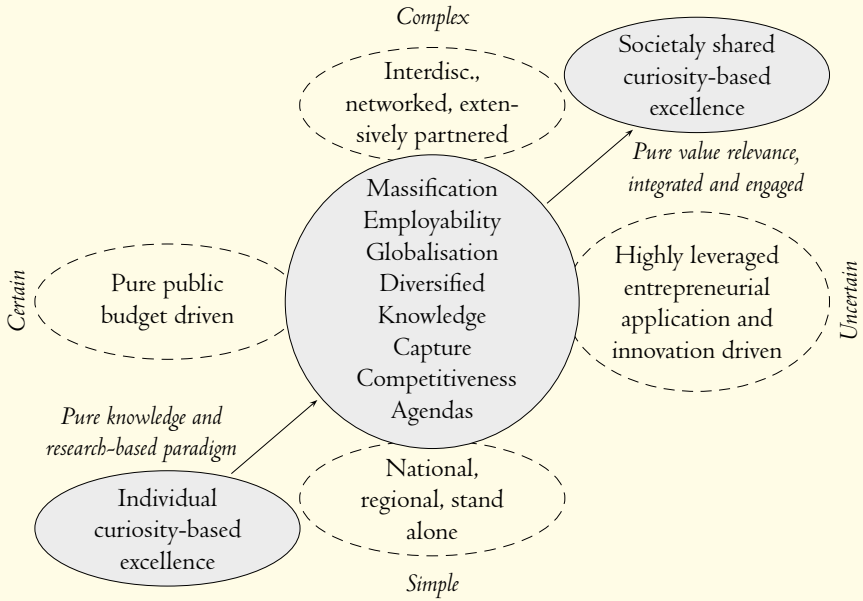 Complex
Interdisc.,
networked, exten-
sively partnered
Societaly shared
curiosity-based
excellence
Pure value relevance,
integrated and engaged
Massification
Employability
Globalisation
Diversified
Knowledge
Capture
Competitiveness
Agendas
Certain
Pure public
budget driven
Highly leveraged
entrepreneurial
application and
innovation driven
Uncertain
Pure knowledge and
research-based paradigm
Individual
curiosity-based
excellence
National,
regional, stand
alone
Simple